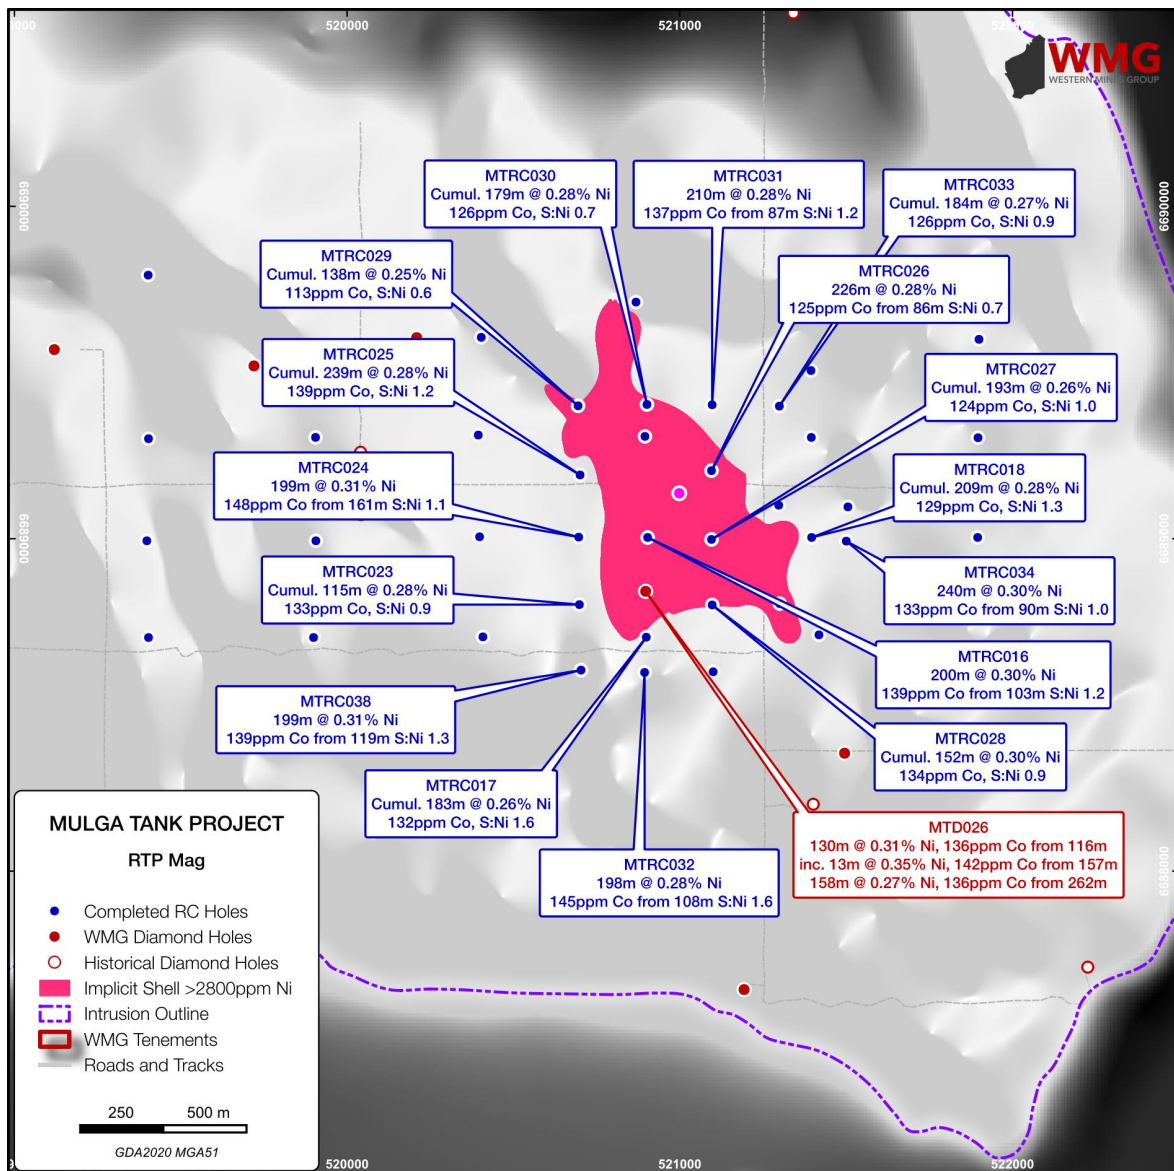 520000
521000
522000
WMG
WESTERN MINES GROUP
6690000
6690000
MTRC030
Cumul. 179m @ 0.28% Ni
126ppm Co, S:Ni 0.7
MTRC031
210m @ 0.28% Ni
137ppm Co from 87m S:Ni 1.2
MTRC033
Cumul. 184m @ 0.27% Ni
126ppm Co, S:Ni 0.9
MTRC029
Cumul. 138m @ 0.25% Ni
113ppm Co, S:Ni 0.6
MTRC026
226m @ 0.28% Ni
125ppm Co from 86m S:Ni 0.7
MTRC025
Cumul. 239m @ 0.28% Ni
139ppm Co, S:Ni 1.2
MTRC027
Cumul. 193m @ 0.26% Ni
124ppm Co, S:Ni 1.0
MTRC024
199m @ 0.31% Ni
148ppm Co from 161m S:Ni 1.1
MTRC018
Cumul. 209m @ 0.28% Ni
129ppm Co, S:Ni 1.3
6689000
6689000
MTRC023
Cumul. 115m @ 0.28% Ni
133ppm Co, S:Ni 0.9
MTRC034
240m @ 0.30% Ni
133ppm Co from 90m S:Ni 1.0
MTRC016
200m @ 0.30% Ni
139ppm Co from 103m S:Ni 1.2
MTRC038
199m @ 0.31% Ni
139ppm Co from 119m S:Ni 1.3
MTRC028
Cumul. 152m @ 0.30% Ni
134ppm Co, S:Ni 0.9
MTRC017
Cumul. 183m @ 0.26% Ni
132ppm Co, S:Ni 1.6
MTD026
130m @ 0.31% Ni, 136ppm Co from 116m
inc. 13m @ 0.35% Ni, 142ppm Co from 157m
158m @ 0.27% Ni, 136ppm Co from 262m
MTRC032
198m @ 0.28% Ni
145ppm Co from 108m S:Ni 1.6
6688000
MULGA TANK PROJECT
RTP Mag
Completed RC Holes
WMG Diamond Holes
Historical Diamond Holes
Implicit Shell >2800ppm Ni
Intrusion Outline
WMG Tenements
Roads and Tracks
250 500 m
GDA2020 MGA51
520000
521000
522000